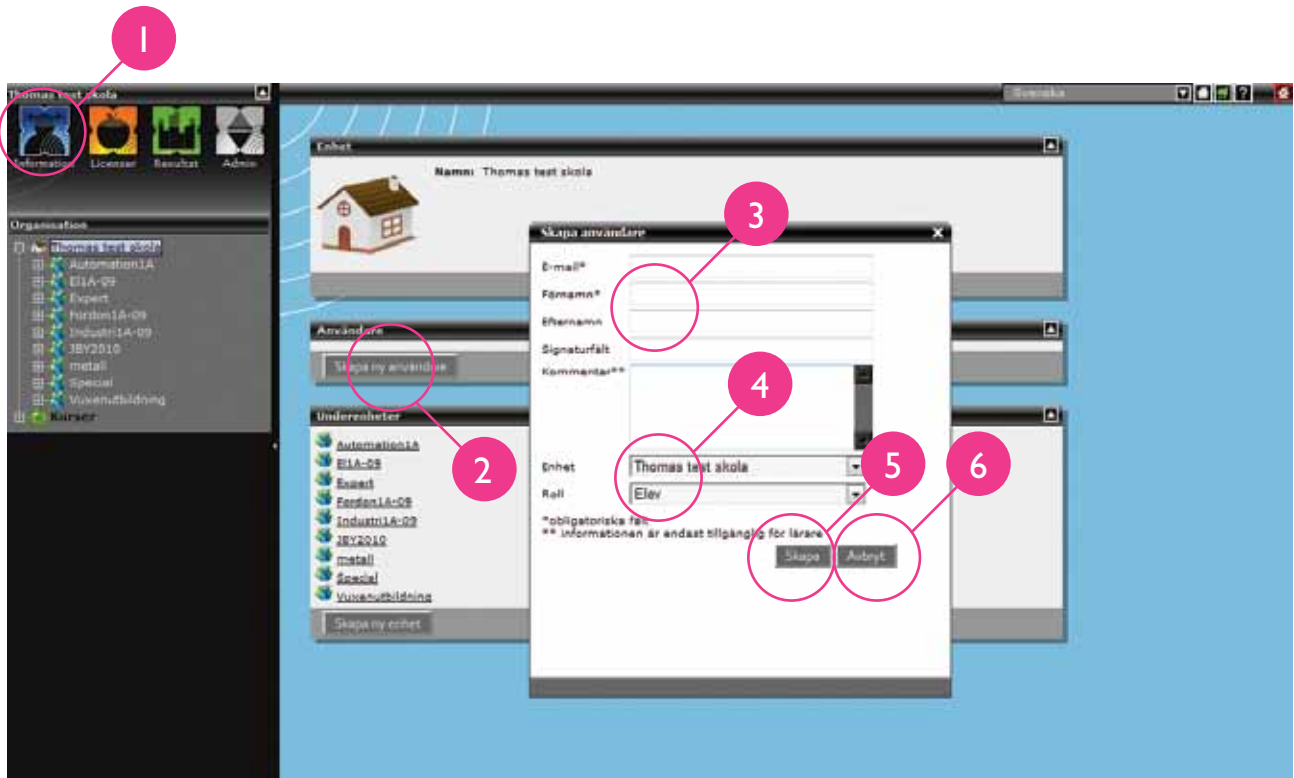 1
Thomas test skola
Svenska
?
Information Licenser Resultat Admin
Organisation
Thomas test skola
Automation1A
El1A-09
Expert
Fordon1A-09
Industri1A-09
JBY2010
metall
Special
Vuxenutbildning
Kurser
Enhet
Namn: Thomas test skola
Användare
Skapa ny användare
2
Underenheter
Automation1A
El1A-09
Expert
Fordon1A-09
Industri1A-09
JBY2010
metall
Special
Vuxenutbildning
Skapa ny enhet
Skapa användare
3
E-mail*
Förnamn*
Efternamn
Signaturfält
Kommentar**
4
Enhet Thomas test skola
Roll Elev
5
6
*obligatoriska fält
** informationen är endast tillgänglig för lärare
Skapa Avbryt